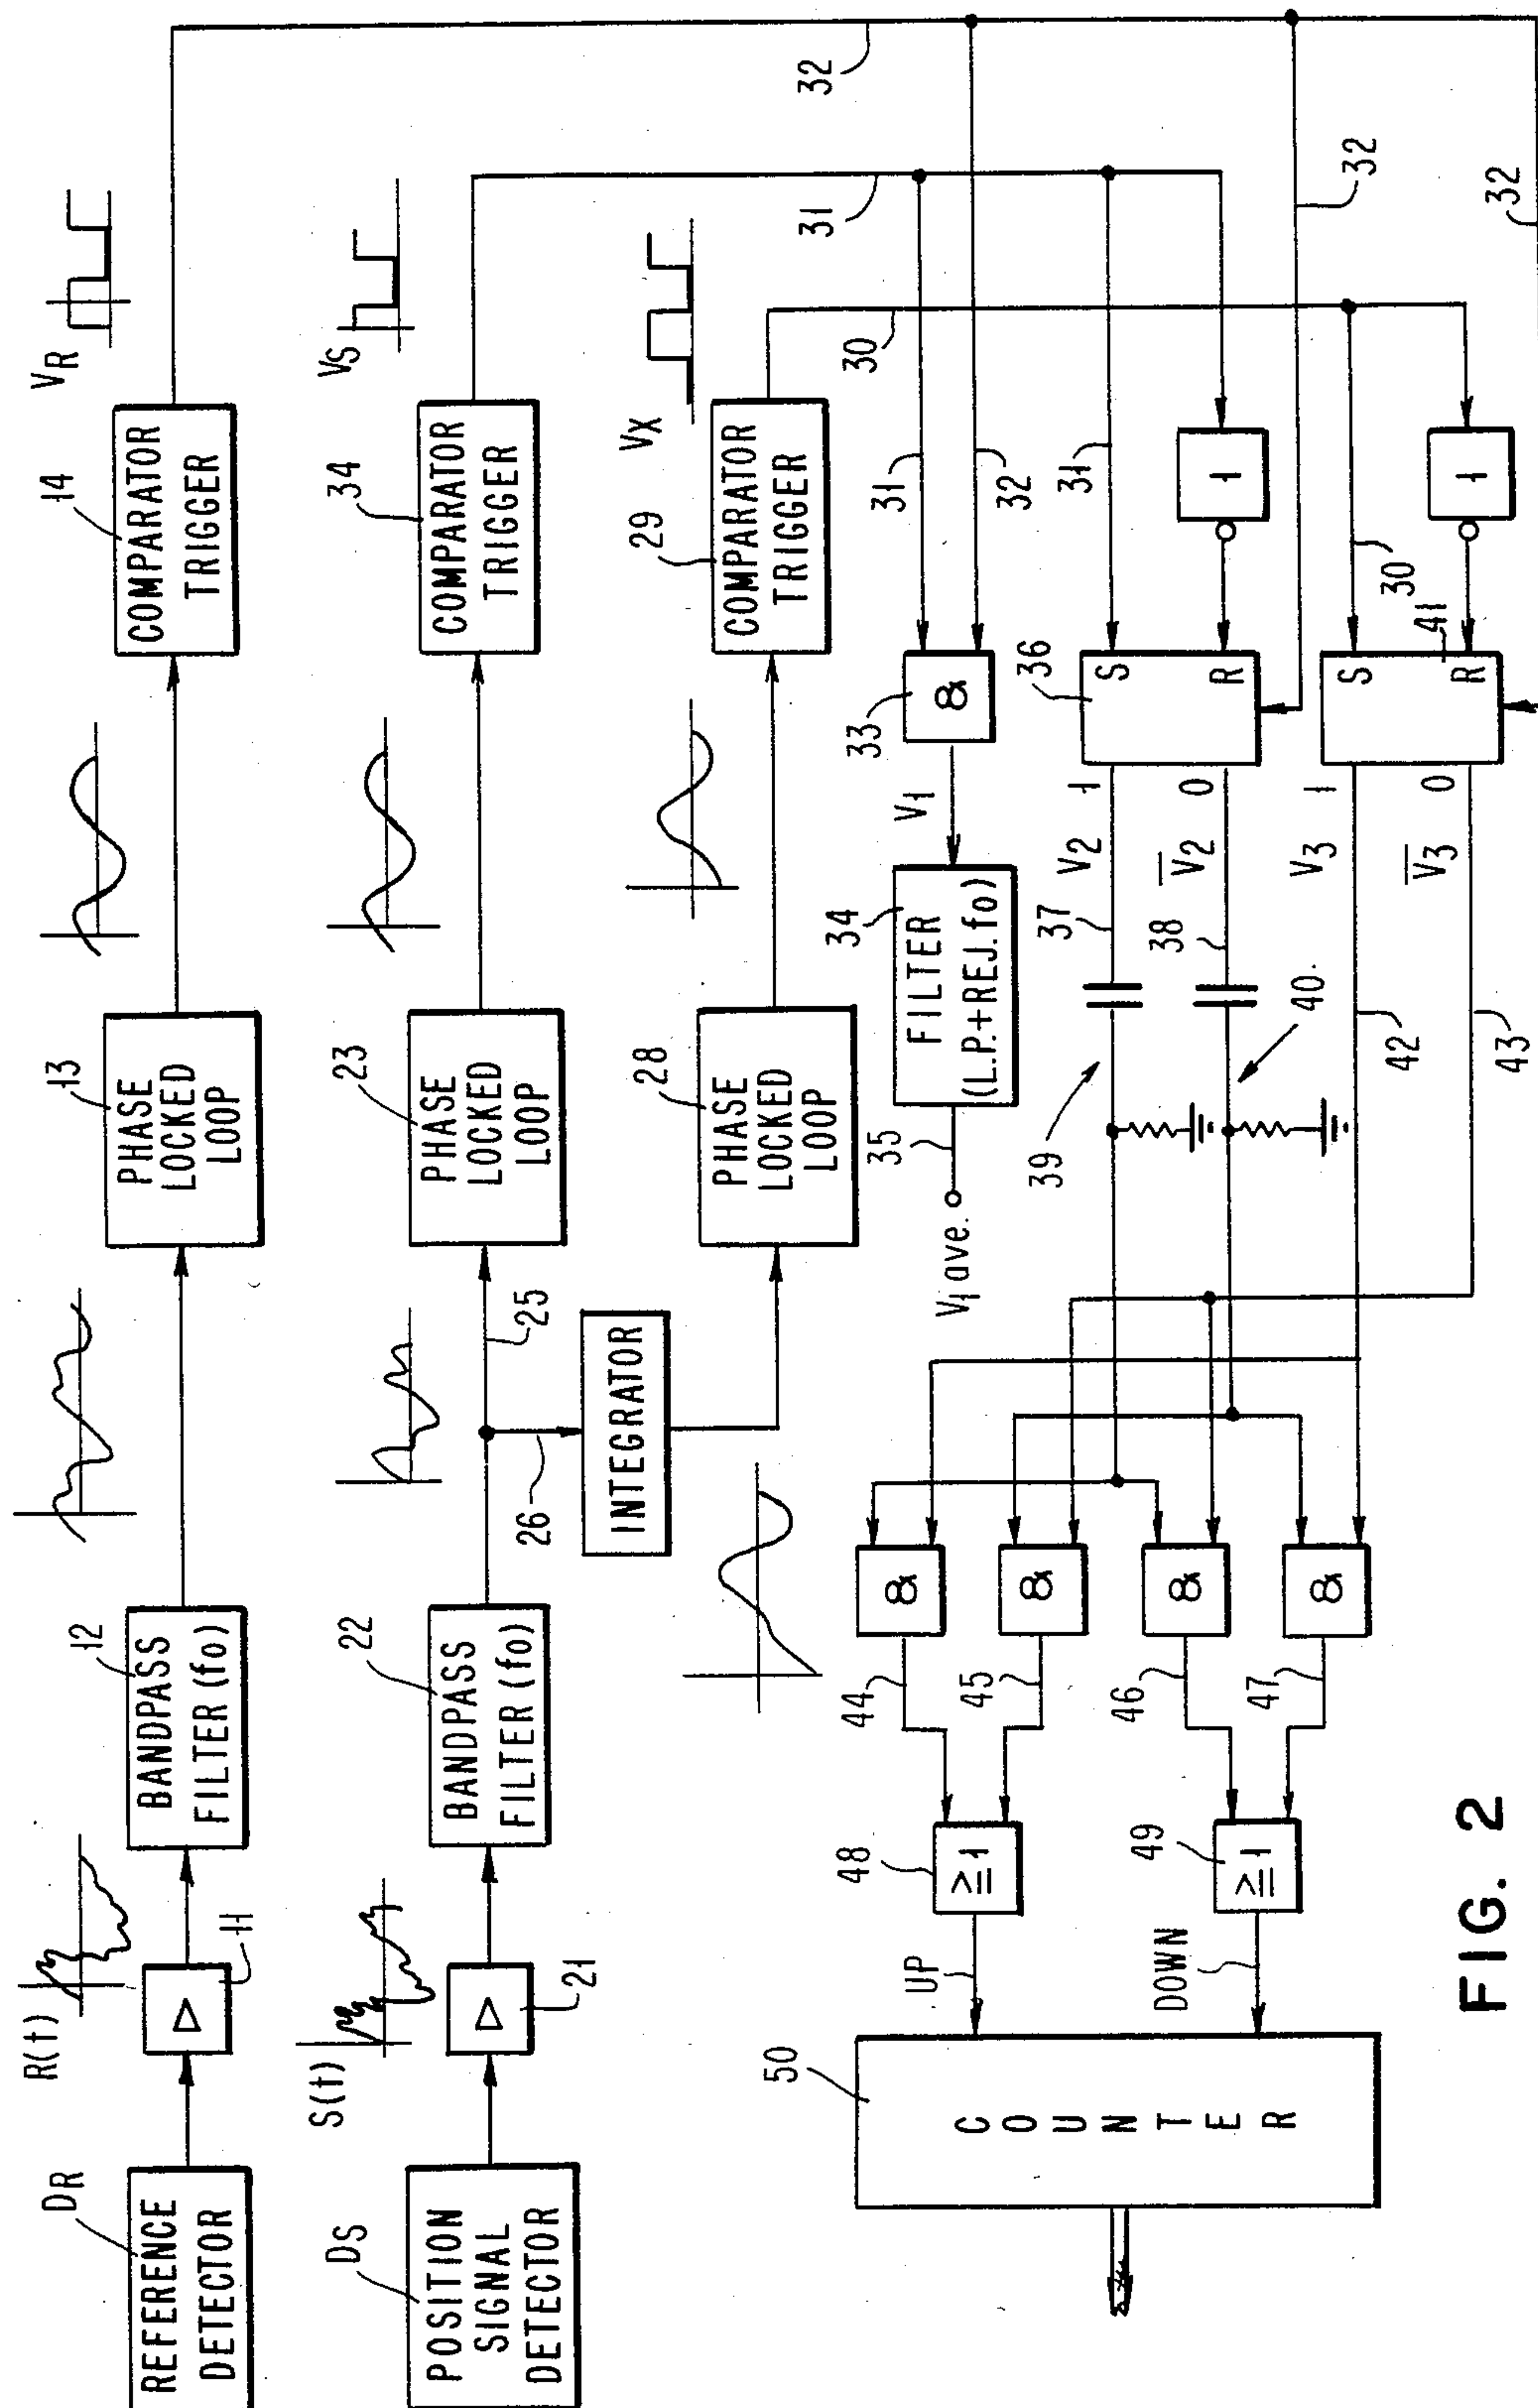 DR
REFERENCE
DETECTOR
R(t)
11
12
BANDPASS
FILTER (fo)
13
PHASE
LOCKED
LOOP
14
COMPARATOR
TRIGGER
VR
32
DS
POSITION
SIGNAL
DETECTOR
S(t)
21
22
BANDPASS
FILTER (fo)
25
26
23
PHASE
LOCKED
LOOP
34
COMPARATOR
TRIGGER
VS
31
INTEGRATOR
28
PHASE
LOCKED
LOOP
29
COMPARATOR
TRIGGER
VX
30
V1 ave.
35
34
FILTER
(L.P.+REJ.fo)
V1
33
&
31
32
39
37
V2
1
36
S
R
31
1
32
40.
38
V2
0
42
V3
1
41
S
R
30
1
32
43
V3
0
&
&
&
&
44
45
46
47
48
≥1
49
≥1
UP
DOWN
50
COUNTER
FIG. 2